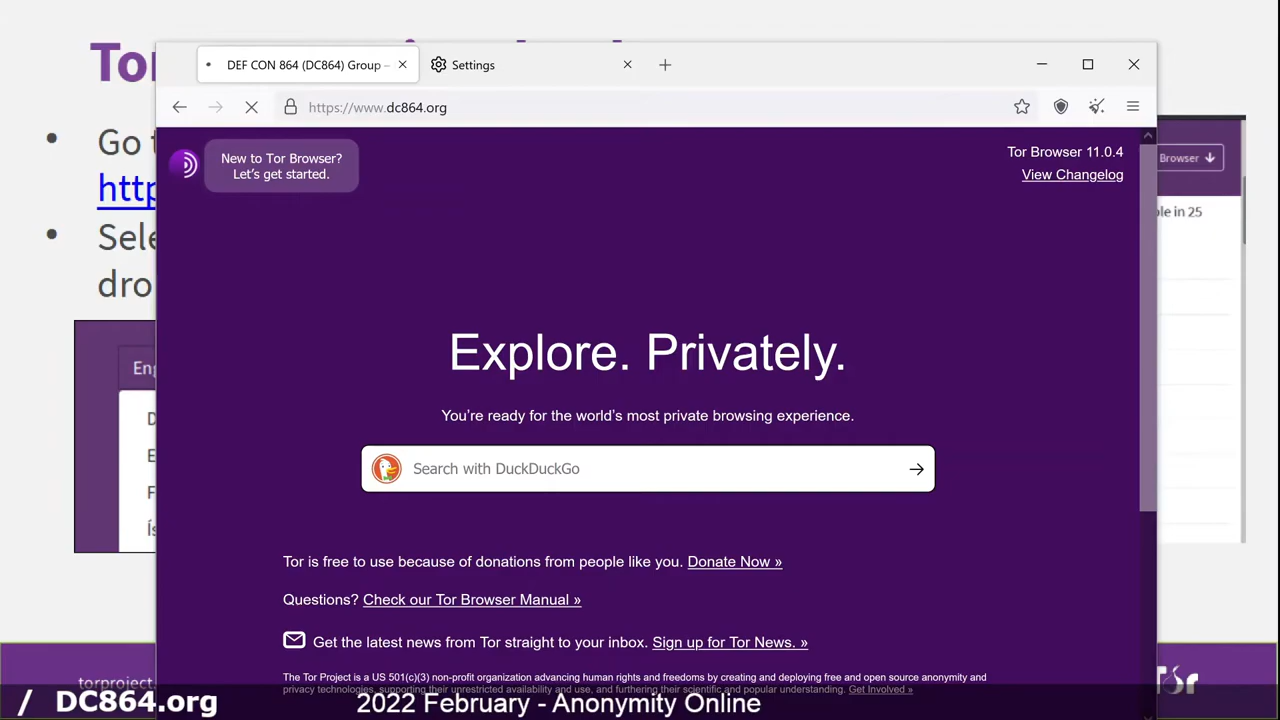 DEF CON 864 (DC864) Group –
Settings
https://www.dc864.org
New to Tor Browser?
Let's get started.
Tor Browser 11.0.4
View Changelog
Explore. Privately.
You're ready for the world's most private browsing experience.
Search with DuckDuckGo
Tor is free to use because of donations from people like you. Donate Now »
Questions? Check our Tor Browser Manual »
Get the latest news from Tor straight to your inbox. Sign up for Tor News. »
The Tor Project is a US 501(c)(3) non-profit organization advancing human rights and freedoms by creating and deploying free and open source anonymity and
privacy technologies, supporting their unrestricted availability and use, and furthering their scientific and popular understanding. Get Involved »
Tor
• Go
http
• Sele
dro
Eng
Browser
in 25
torproject.
/ DC864.org
2022 February - Anonymity Online